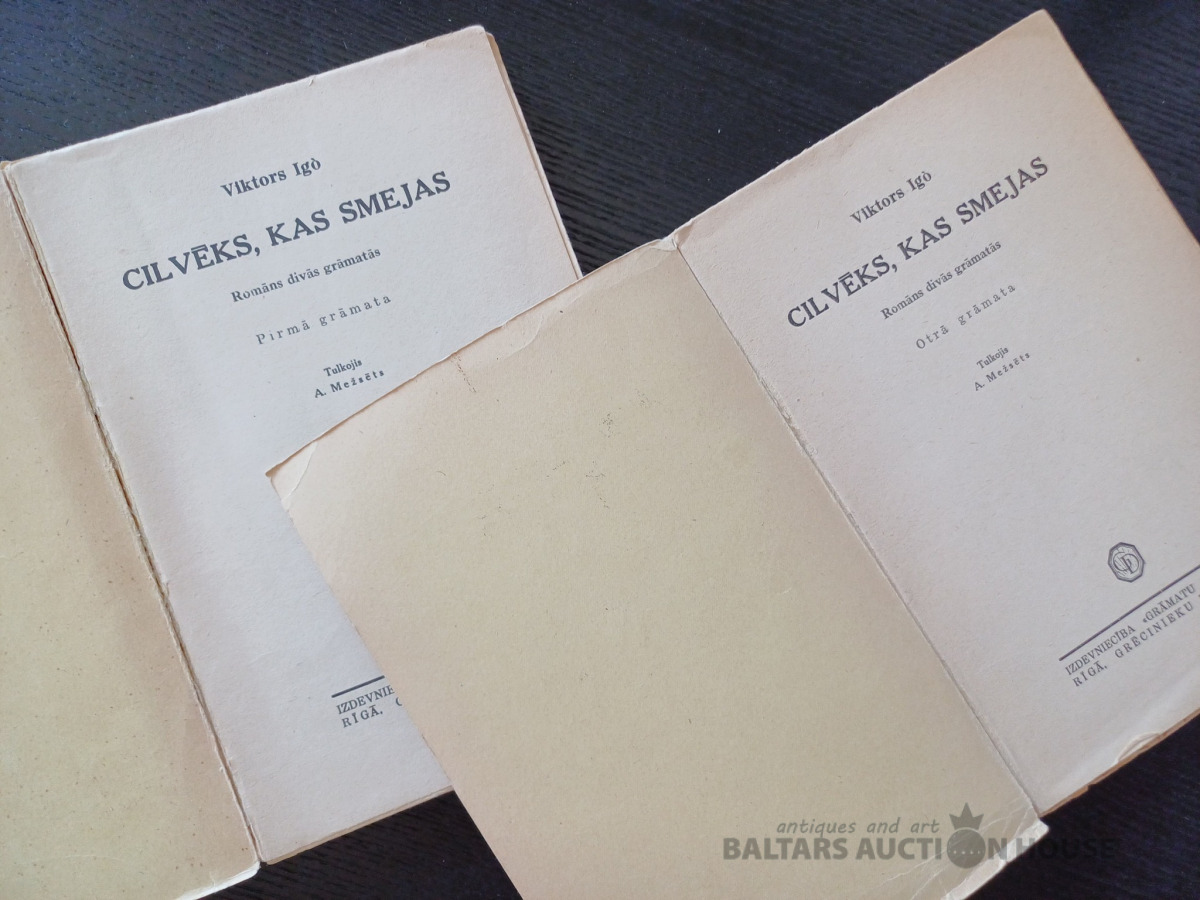 Viktors Igò
CILVĒKS, KAS SMEJAS
Romāns divās grāmatās
Pirmā grāmata
Tulkojis
A. Mežsēts
RĪGĀ,
Viktors Igò
CILVĒKS, KAS SMEJAS
Romāns divās grāmatās
Otrā grāmata
Tulkojis
A. Mežsēts
IZDEVNIECĪBA «GRĀMATU
RĪGĀ, GRĒCINIEKU
antiques and art
BALTARS AUCTION HOUSE